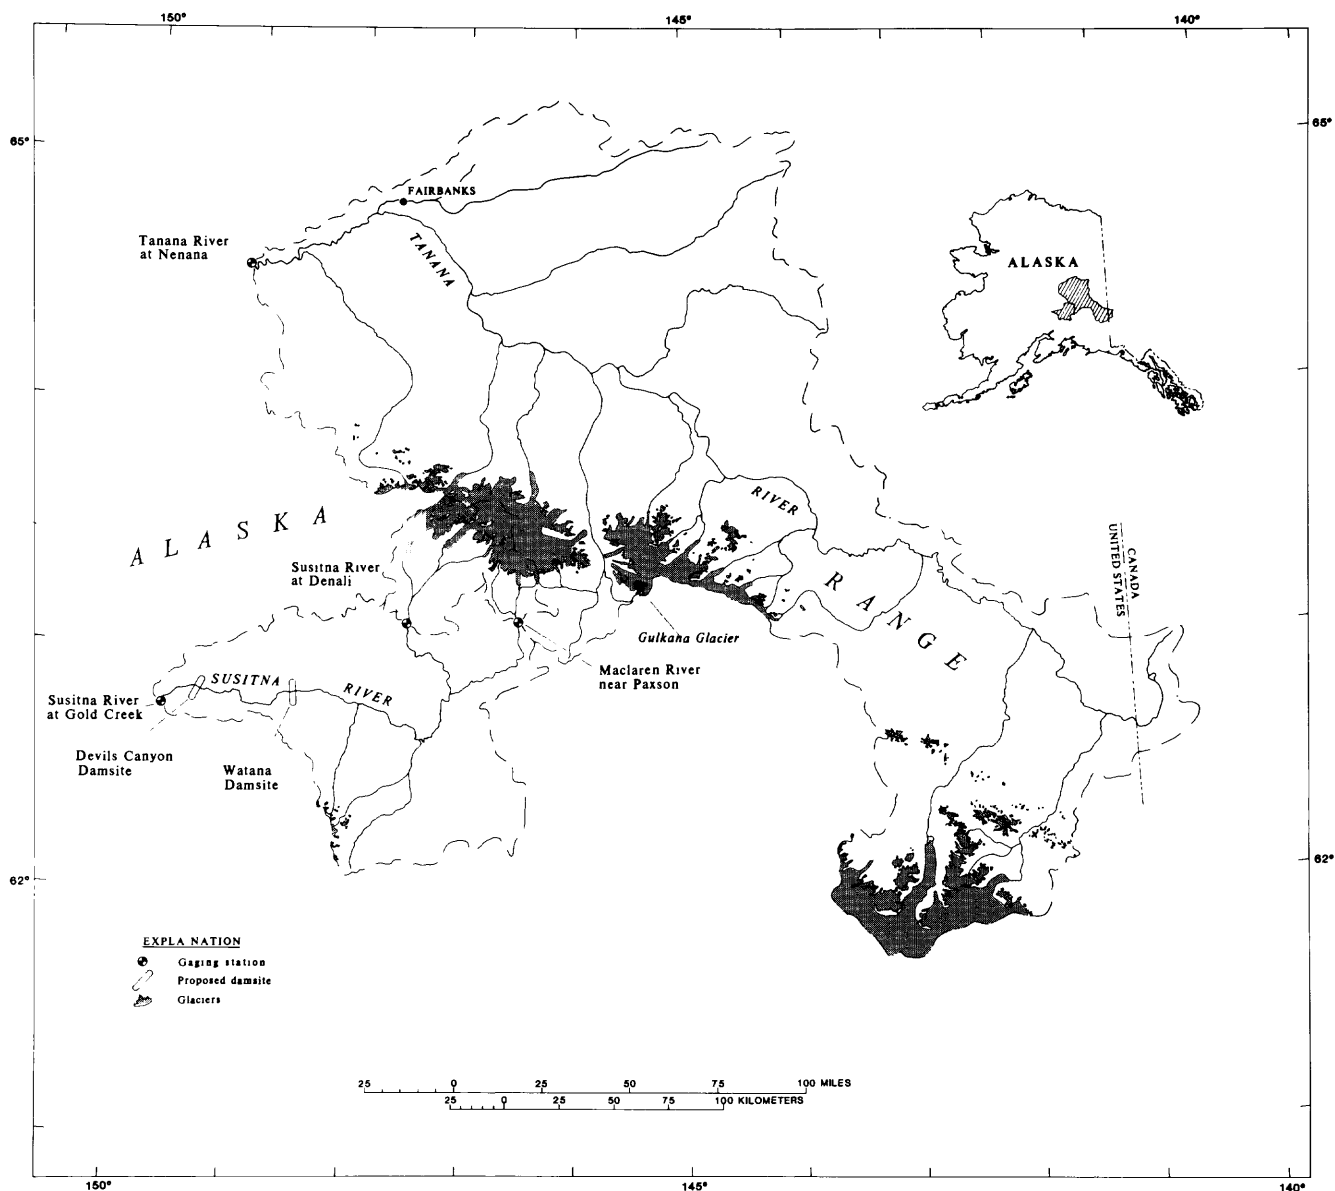 150°
145°
140°
65°
65°
FAIRBANKS
Tanana River
at Nenana
TANANA
ALASKA
ALASKA
RIVER
Susitna River
at Denali
CANADA
UNITED STATES
RANGE
Gulkana Glacier
Maclaren River
near Paxson
SUSITNA
RIVER
Susitna River
at Gold Creek
Devils Canyon
Damsite
Watana
Damsite
62°
62°
EXPLANATION
Gaging station
Proposed damsite
Glaciers
25 0 25 50 75 100 MILES
25 0 25 50 75 100 KILOMETERS
150°
145°
140°